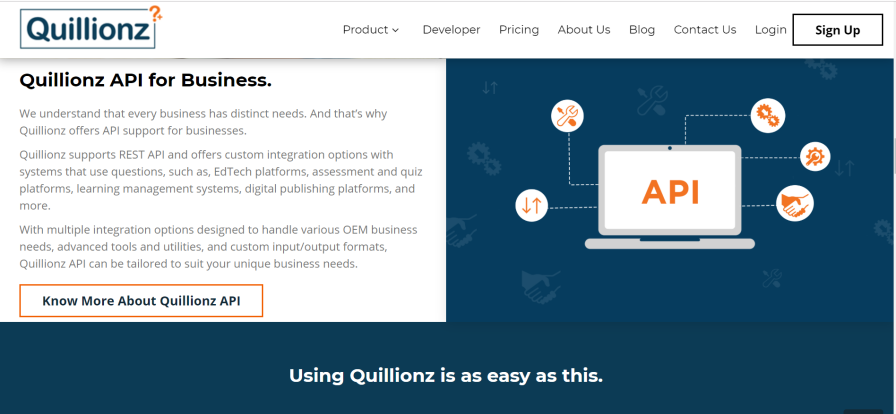 Quillionz?
Product
Developer
Pricing
About Us
Blog
Contact Us
Login
Sign Up
Quillionz API for Business.
We understand that every business has distinct needs. And that's why
Quillionz offers API support for businesses.
Quillionz supports REST API and offers custom integration options with
systems that use questions, such as, EdTech platforms, assessment and quiz
platforms, learning management systems, digital publishing platforms, and
more.
With multiple integration options designed to handle various OEM business
needs, advanced tools and utilities, and custom input/output formats,
Quillionz API can be tailored to suit your unique business needs.
Know More About Quillionz API
API
Using Quillionz is as easy as this.